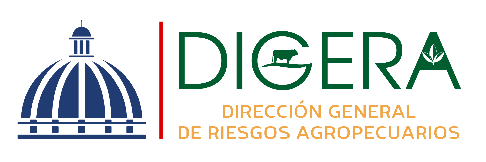 DIGERA
DIRECCIÓN GENERAL
DE RIESGOS AGROPECUARIOS